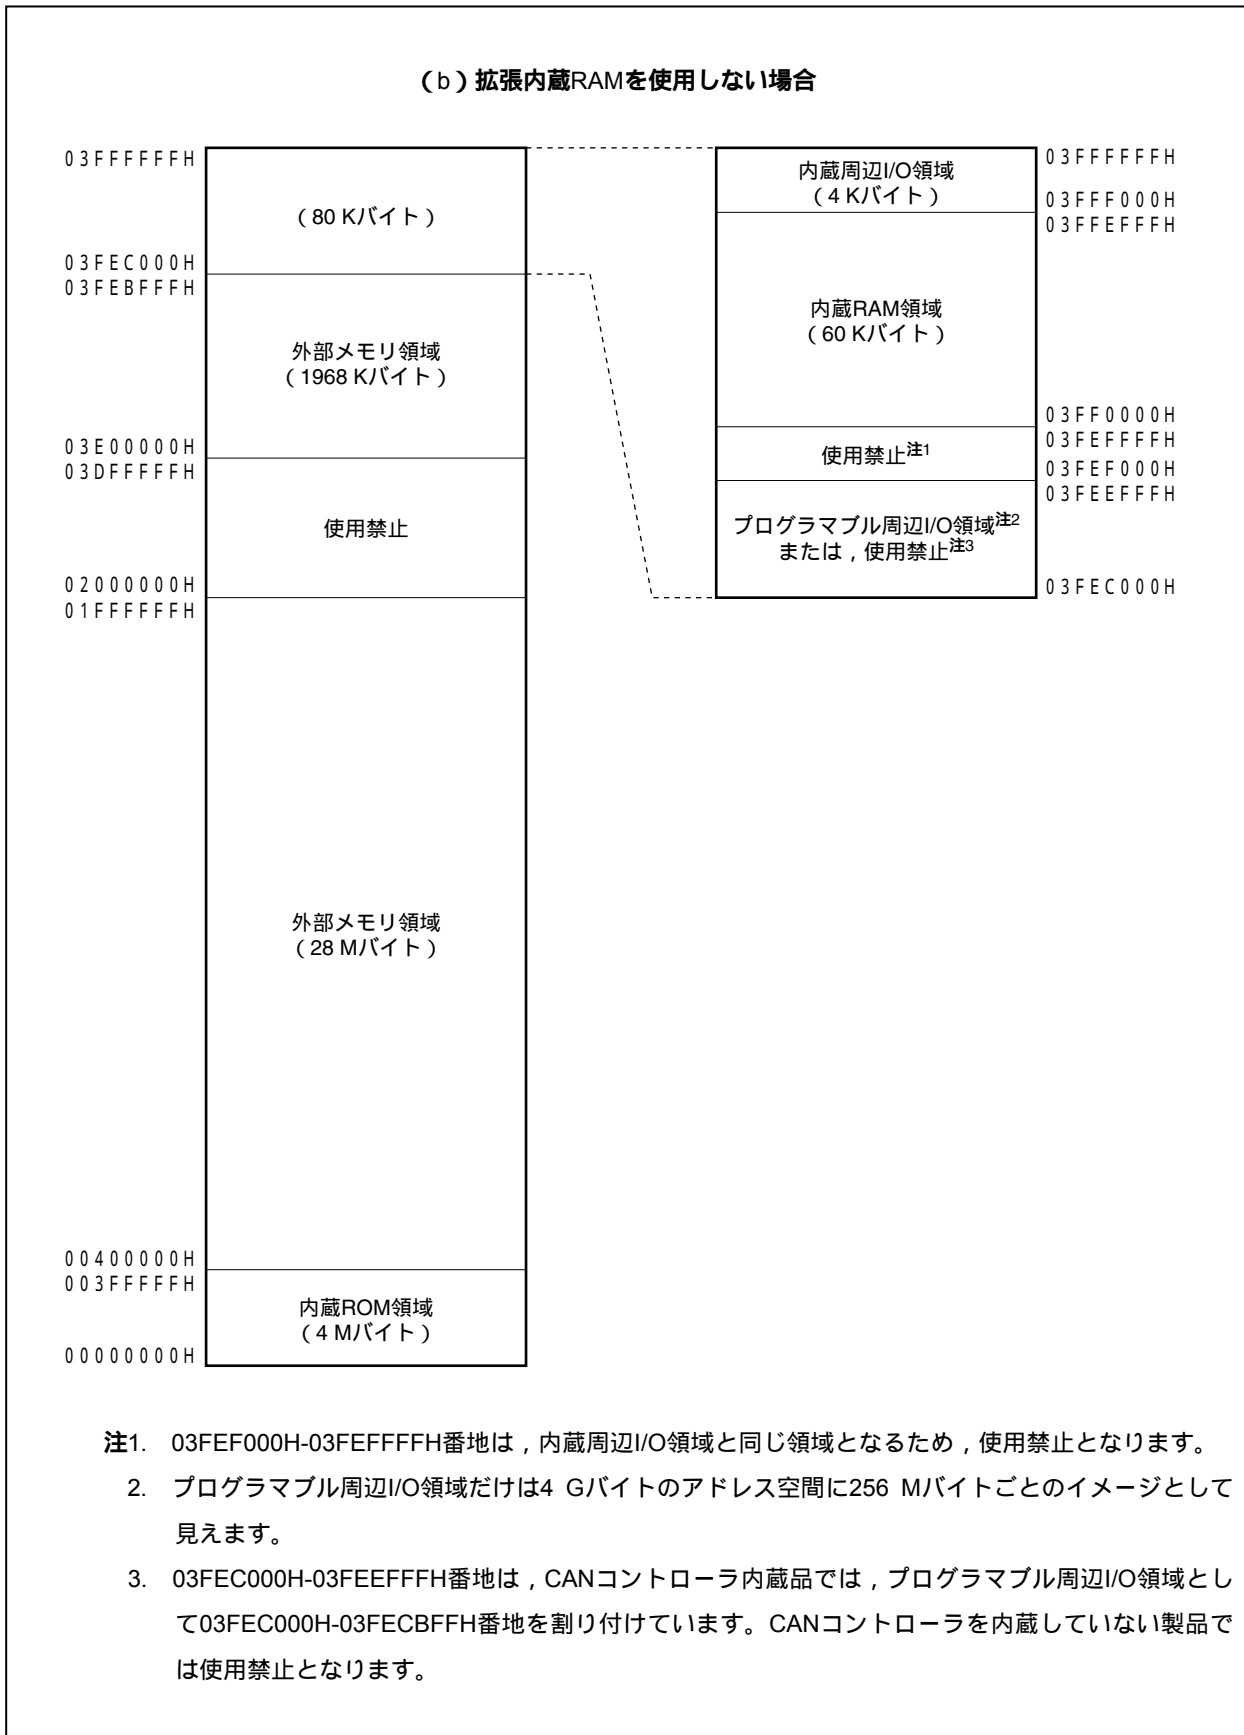 （b）拡張内蔵RAMを使用しない場合
03FFFFFFH
（80 Kバイト）
03FEC000H
03FEBFFFH
外部メモリ領域
（1968 Kバイト）
03E00000H
03DFFFFFH
使用禁止
02000000H
01FFFFFFH
外部メモリ領域
（28 Mバイト）
00400000H
003FFFFFH
内蔵ROM領域
（4 Mバイト）
00000000H
内蔵周辺I/O領域
（4 Kバイト）
03FFFFFFH
03FFF000H
03FFEFFFH
内蔵RAM領域
（60 Kバイト）
03FF0000H
03FEFFFFH
使用禁止注1
03FEF000H
03FEEFFFH
プログラマブル周辺I/O領域注2
または，使用禁止注3
03FEC000H
注1. 03FEF000H-03FEFFFFH番地は，内蔵周辺I/O領域と同じ領域となるため，使用禁止となります。
2. プログラマブル周辺I/O領域だけは4 Gバイトのアドレス空間に256 Mバイトごとのイメージとして
見えます。
3. 03FEC000H-03FEEFFFH番地は，CANコントローラ内蔵品では，プログラマブル周辺I/O領域とし
て03FEC000H-03FECBFFH番地を割り付けています。CANコントローラを内蔵していない製品で
は使用禁止となります。